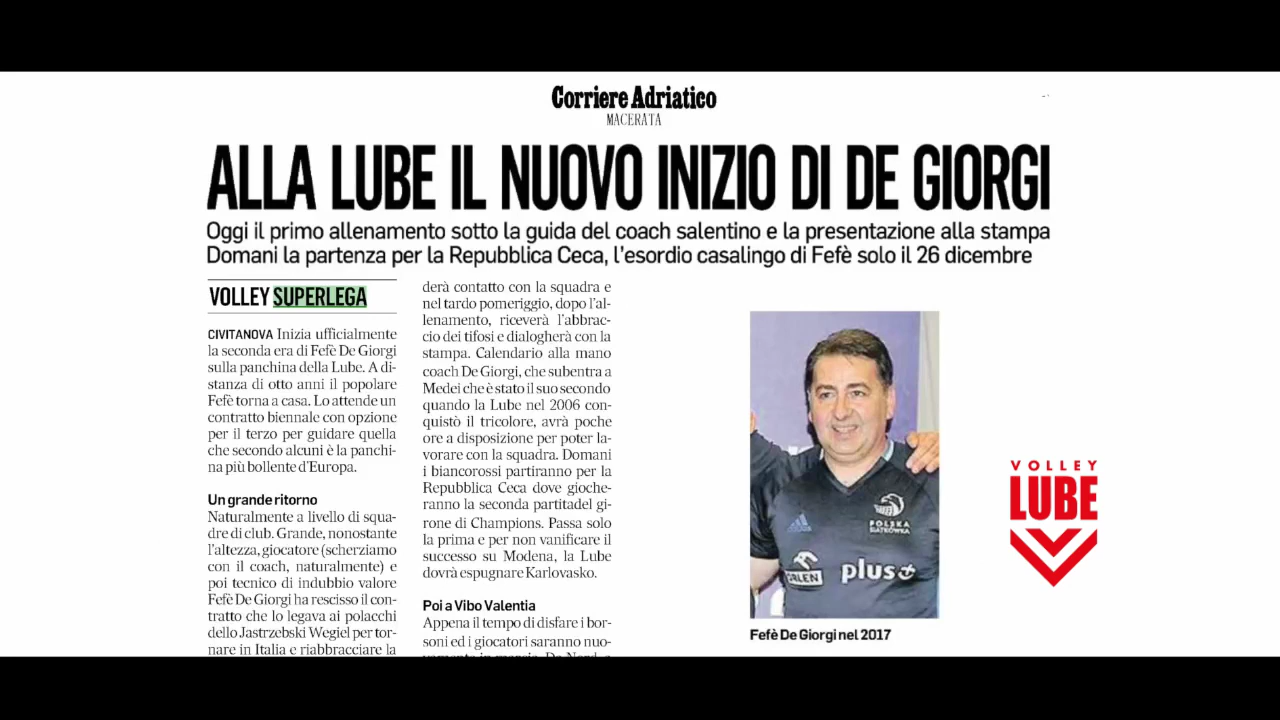 Corriere Adriatico
MACERATA
ALLA LUBE IL NUOVO INIZIO DI DE GIORGI
Oggi il primo allenamento sotto la guida del coach salentino e la presentazione alla stampa
Domani la partenza per la Repubblica Ceca, l'esordio casalingo di Fefè solo il 26 dicembre
VOLLEY SUPERLEGA
CIVITANOVA Inizia ufficialmente
la seconda era di Fefè De Giorgi
sulla panchina della Lube. A di-
stanza di otto anni il popolare
Fefè torna a casa. Lo attende un
contratto biennale con opzione
per il terzo per guidare quella
che secondo alcuni è la panchi-
na più bollente d'Europa.
Un grande ritorno
Naturalmente a livello di squa-
dre di club. Grande, nonostante
l'altezza, giocatore (scherziamo
con il coach, naturalmente) e
poi tecnico di indubbio valore
Fefè De Giorgi ha rescisso il con-
tratto che lo legava ai polacchi
dello Jastrzebski Wegiel per tor-
nare in Italia e riabbracciare la
derà contatto con la squadra e
nel tardo pomeriggio, dopo l'al-
lenamento, riceverà l'abbrac-
cio dei tifosi e dialogherà con la
stampa. Calendario alla mano
coach De Giorgi, che subentra a
Medei che è stato il suo secondo
quando la Lube nel 2006 con-
quistò il tricolore, avrà poche
ore a disposizione per poter la-
vorare con la squadra. Domani
i biancorossi partiranno per la
Repubblica Ceca dove gioche-
ranno la seconda partitadel gi-
rone di Champions. Passa solo
la prima e per non vanificare il
successo su Modena, la Lube
dovrà espugnare Karlovasko.
Poi a Vibo Valentia
Appena il tempo di disfare i bor-
soni ed i giocatori saranno nuo-
POLSKA
SIATKÓWKA
ORLEN
plus
Fefè De Giorgi nel 2017
VOLLEY
LUBE